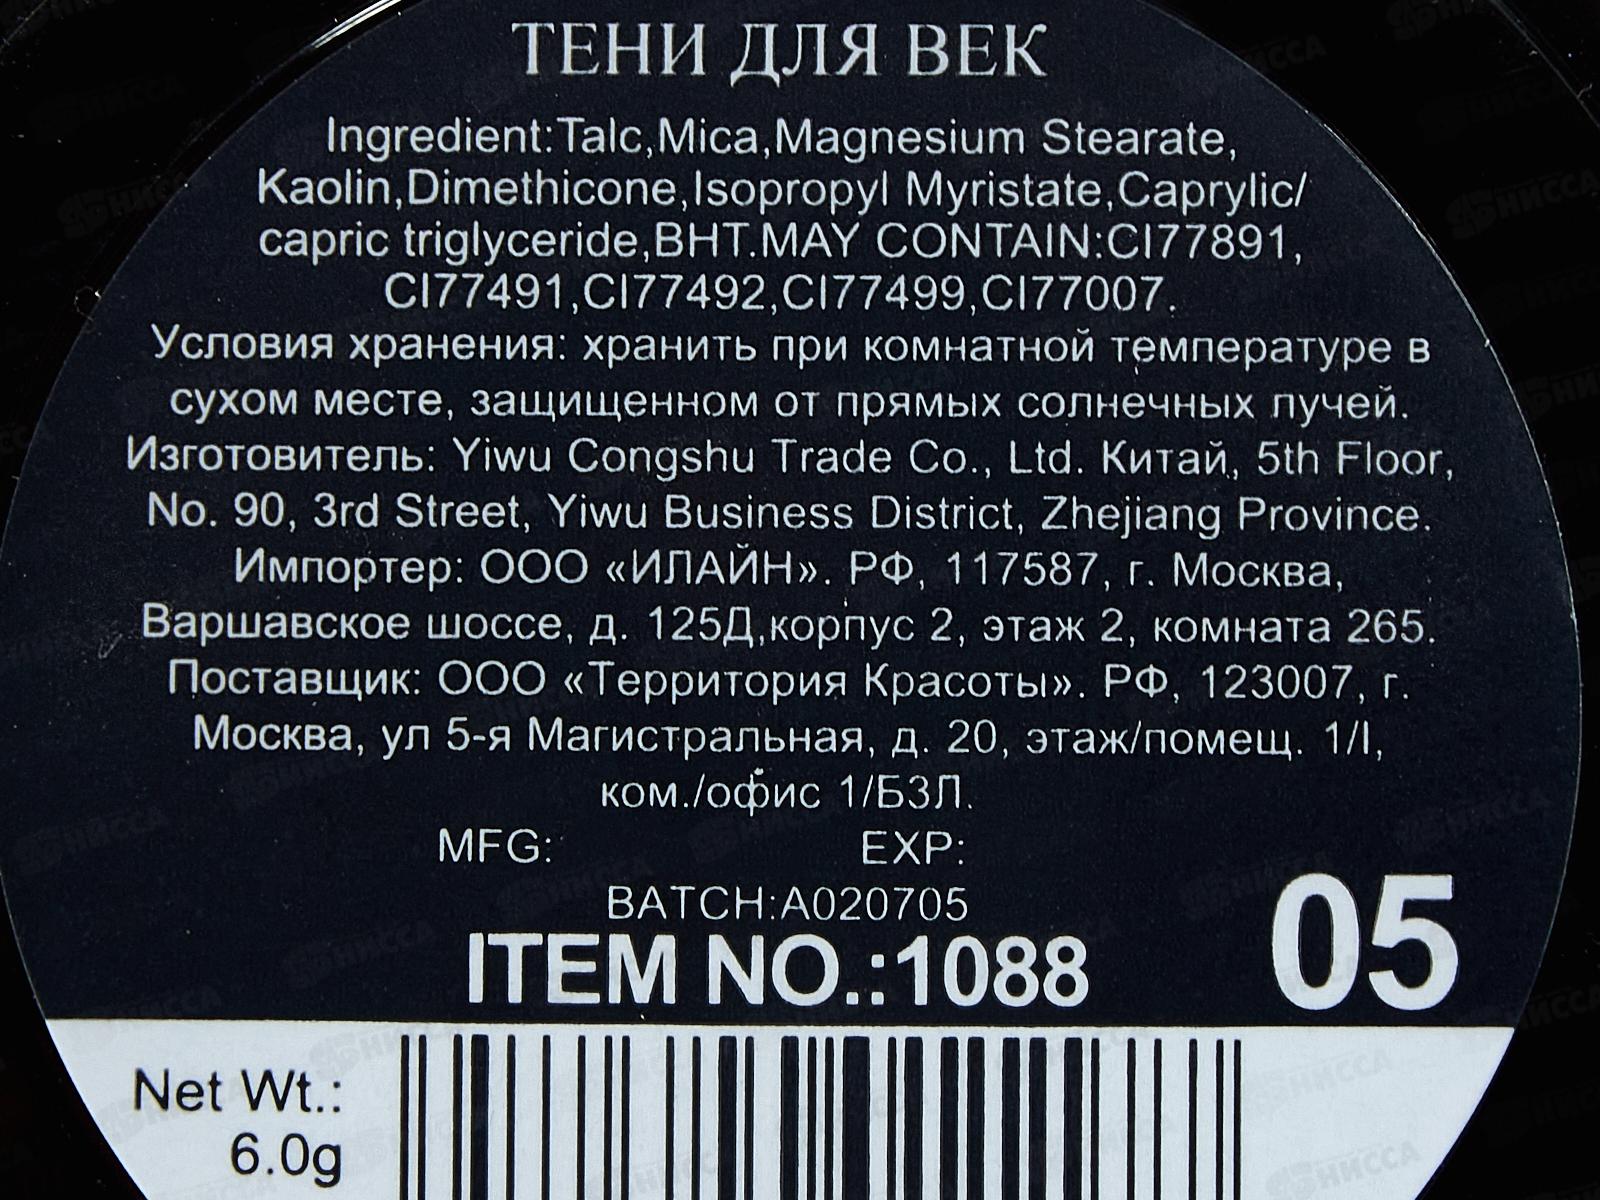 ТЕНИ ДЛЯ ВЕК
Ingredient:Talc,Mica,Magnesium Stearate,
Kaolin,Dimethicone,Isopropyl Myristate,Caprylic/
capric triglyceride,BHT.MAY CONTAIN:CI77891,
CI77491,CI77492,CI77499,CI77007.
Условия хранения: хранить при комнатной температуре в
сухом месте, защищенном от прямых солнечных лучей.
Изготовитель: Yiwu Congshu Trade Co., Ltd. Китай, 5th Floor,
No. 90, 3rd Street, Yiwu Business District, Zhejiang Province.
Импортер: ООО «ИЛАЙН». РФ, 117587, г. Москва,
Варшавское шоссе, д. 125Д,корпус 2, этаж 2, комната 265.
Поставщик: ООО «Территория Красоты». РФ, 123007, г.
Москва, ул 5-я Магистральная, д. 20, этаж/помещ. 1/I,
ком./офис 1/БЗЛ.
MFG: EXP:
BATCH:A020705
ITEM NO.:1088
05
Net Wt.:
6.0g
НИССА